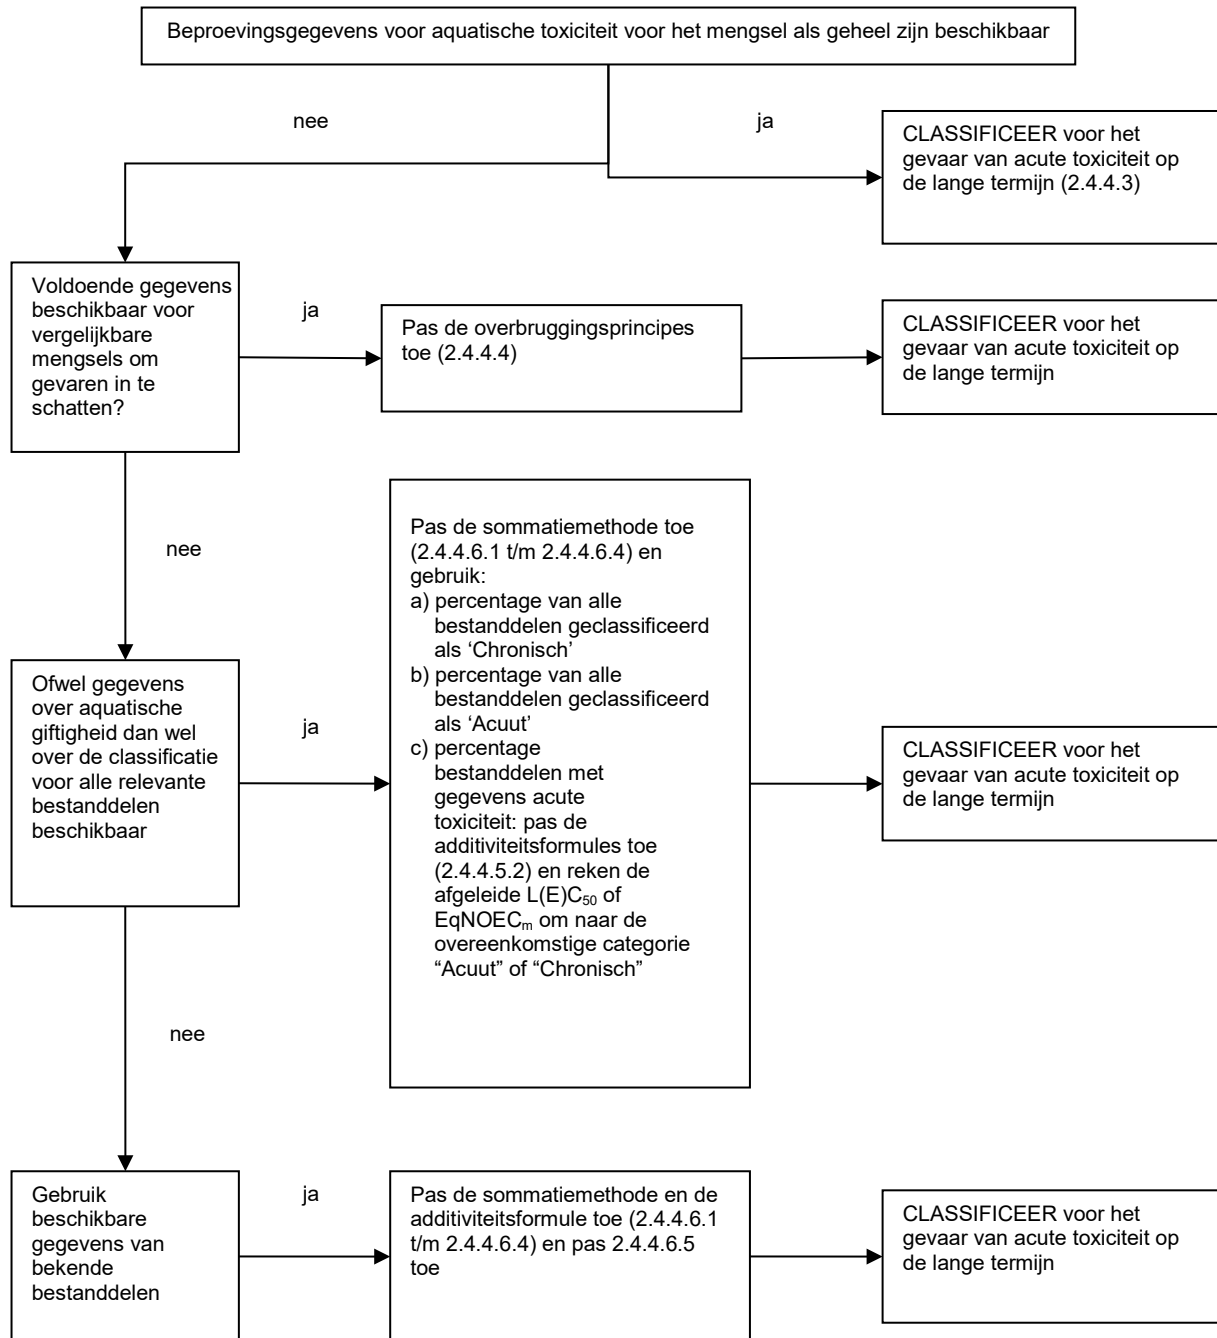 Beproevingsgegevens voor aquatische toxiciteit voor het mengsel als geheel zijn beschikbaar
nee
ja
CLASSIFICEER voor het
gevaar van acute toxiciteit op
de lange termijn (2.4.4.3)
Voldoende gegevens
beschikbaar voor
vergelijkbare
mengsels om
gevaren in te
schatten?
ja
Pas de overbruggingsprincipes
toe (2.4.4.4)
CLASSIFICEER voor het
gevaar van acute toxiciteit op
de lange termijn
nee
Ofwel gegevens
over aquatische
giftigheid dan wel
over de classificatie
voor alle relevante
bestanddelen
beschikbaar
ja
Pas de sommatiemethode toe
(2.4.4.6.1 t/m 2.4.4.6.4) en
gebruik:
a) percentage van alle
bestanddelen geclassificeerd
als ‘Chronisch’
b) percentage van alle
bestanddelen geclassificeerd
als ‘Acuut’
c) percentage
bestanddelen met
gegevens acute
toxiciteit: pas de
additiviteitsformules toe
(2.4.4.5.2) en reken de
afgeleide L(E)C₅₀ of
EqNOECₘ om naar de
overeenkomstige categorie
“Acuut” of “Chronisch”
CLASSIFICEER voor het
gevaar van acute toxiciteit op
de lange termijn
nee
Gebruik
beschikbare
gegevens van
bekende
bestanddelen
ja
Pas de sommatiemethode en de
additiviteitsformule toe (2.4.4.6.1
t/m 2.4.4.6.4) en pas 2.4.4.6.5
toe
CLASSIFICEER voor het
gevaar van acute toxiciteit op
de lange termijn